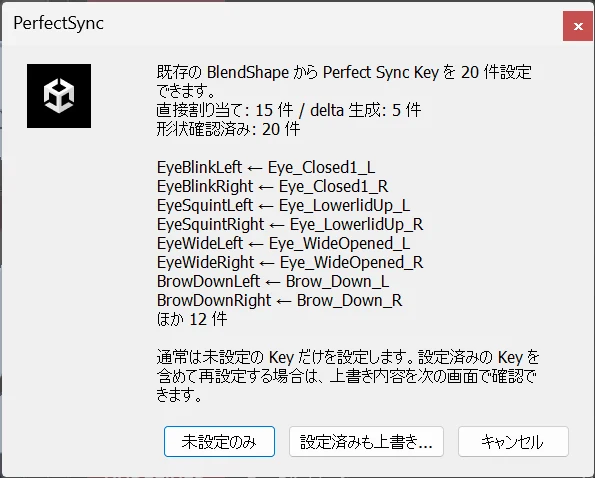 PerfectSync
既存の BlendShape から Perfect Sync Key を 20 件設定
できます。
直接割り当て: 15 件 / delta 生成: 5 件
形状確認済み: 20 件
EyeBlinkLeft ← Eye_Closed1_L
EyeBlinkRight ← Eye_Closed1_R
EyeSquintLeft ← Eye_LowerlidUp_L
EyeSquintRight ← Eye_LowerlidUp_R
EyeWideLeft ← Eye_WideOpened_L
EyeWideRight ← Eye_WideOpened_R
BrowDownLeft ← Brow_Down_L
BrowDownRight ← Brow_Down_R
ほか 12 件
通常は未設定の Key だけを設定します。設定済みの Key を
含めて再設定する場合は、上書き内容を次の画面で確認で
きます。
未設定のみ
設定済みも上書き...
キャンセル